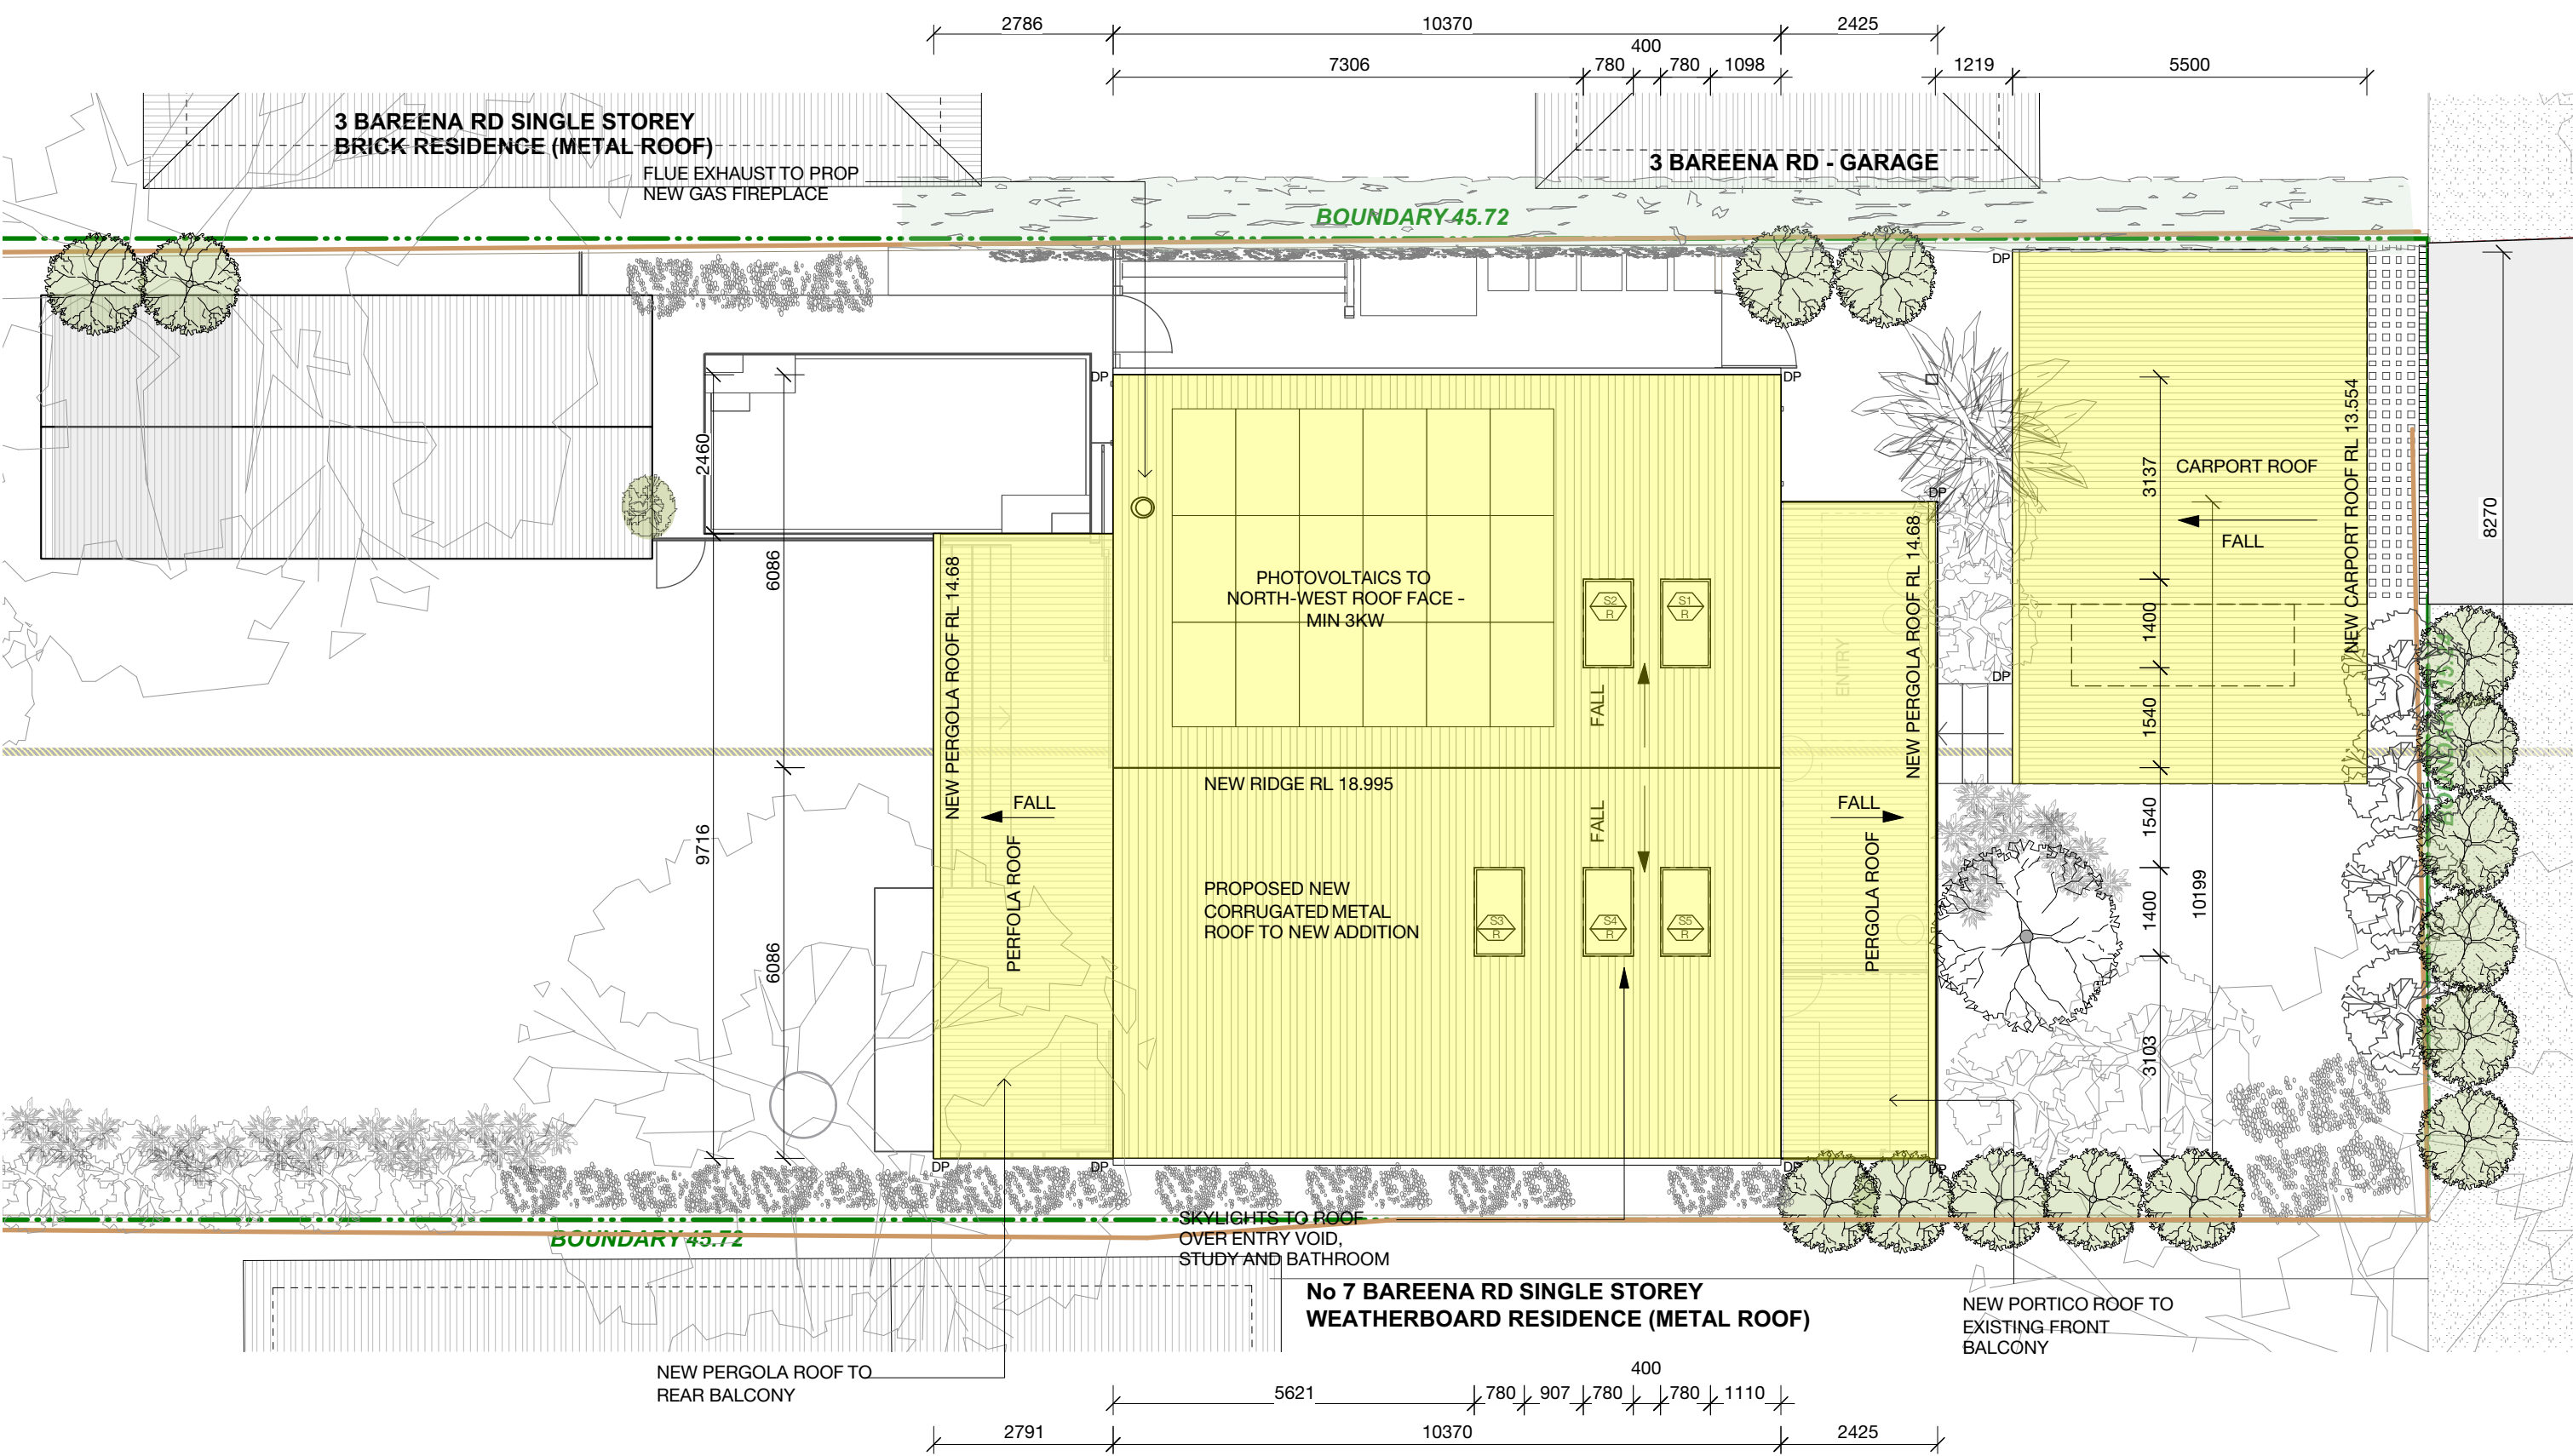 2786
10370
2425
400
7306
780
780
1098
1219
5500
3 BAREENA RD SINGLE STOREY
BRICK RESIDENCE (METAL ROOF)
FLUE EXHAUST TO PROP
NEW GAS FIREPLACE
3 BAREENA RD - GARAGE
BOUNDARY 45.72
DP
DP
DP
DP
DP
DP
2460
6086
9716
6086
NEW PERGOLA ROOF RL 14.68
PERFOLA ROOF
FALL
PHOTOVOLTAICS TO
NORTH-WEST ROOF FACE -
MIN 3KW
S2
R
S1
R
FALL
NEW RIDGE RL 18.995
FALL
PROPOSED NEW
CORRUGATED METAL
ROOF TO NEW ADDITION
S3
R
S4
R
S5
R
ENTRY
NEW PERGOLA ROOF RL 14.68
FALL
PERGOLA ROOF
CARPORT ROOF
FALL
NEW CARPORT ROOF RL 13.554
3137
1400
1540
1540
1400
3103
10199
8270
DP
DP
DP
BOUNDARY 45.72
SKYLIGHTS TO ROOF
OVER ENTRY VOID,
STUDY AND BATHROOM
No 7 BAREENA RD SINGLE STOREY
WEATHERBOARD RESIDENCE (METAL ROOF)
NEW PORTICO ROOF TO
EXISTING FRONT
BALCONY
NEW PERGOLA ROOF TO
REAR BALCONY
400
5621
780
907
780
780
1110
2791
10370
2425